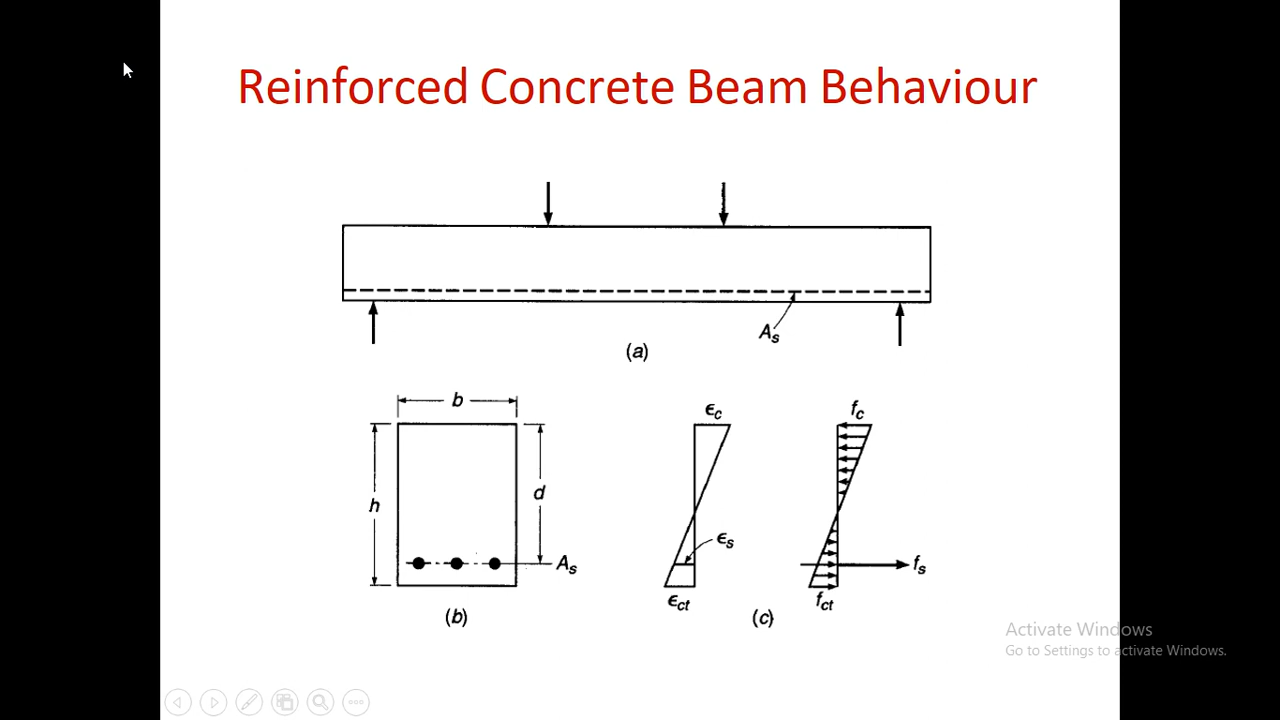 Reinforced Concrete Beam Behaviour
Aₛ
(a)
b
h
d
Aₛ
(b)
ϵc
ϵₛ
ϵct
fc
fₛ
fct
(c)
Activate Windows
Go to Settings to activate Windows.